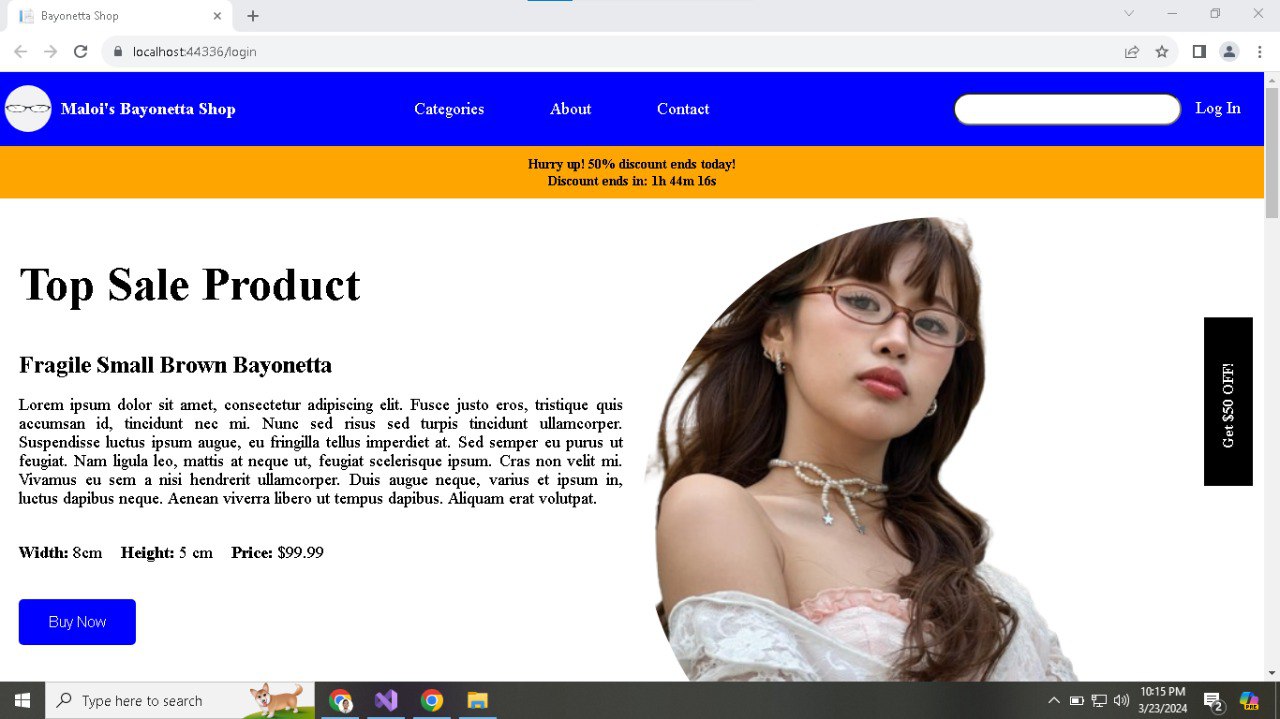 Bayonetta Shop
localhost:44336/login
Maloi's Bayonetta Shop
Categories
About
Contact
Log In
Hurry up! 50% discount ends today!
Discount ends in: 1h 44m 16s
Top Sale Product
Fragile Small Brown Bayonetta
Lorem ipsum dolor sit amet, consectetur adipiscing elit. Fusce justo eros, tristique quis
accumsan id, tincidunt nec mi. Nunc sed risus sed turpis tincidunt ullamcorper.
Suspendisse luctus ipsum augue, eu fringilla tellus imperdiet at. Sed semper eu purus ut
feugiat. Nam ligula leo, mattis at neque ut, feugiat scelerisque ipsum. Cras non velit mi.
Vivamus eu sem a nisi hendrerit ullamcorper. Duis augue neque, varius et ipsum in,
luctus dapibus neque. Aenean viverra libero ut tempus dapibus. Aliquam erat volutpat.
Width: 8cm Height: 5 cm Price: $99.99
Buy Now
Get $50 OFF!
Type here to search
10:15 PM
3/23/2024
2
PRE